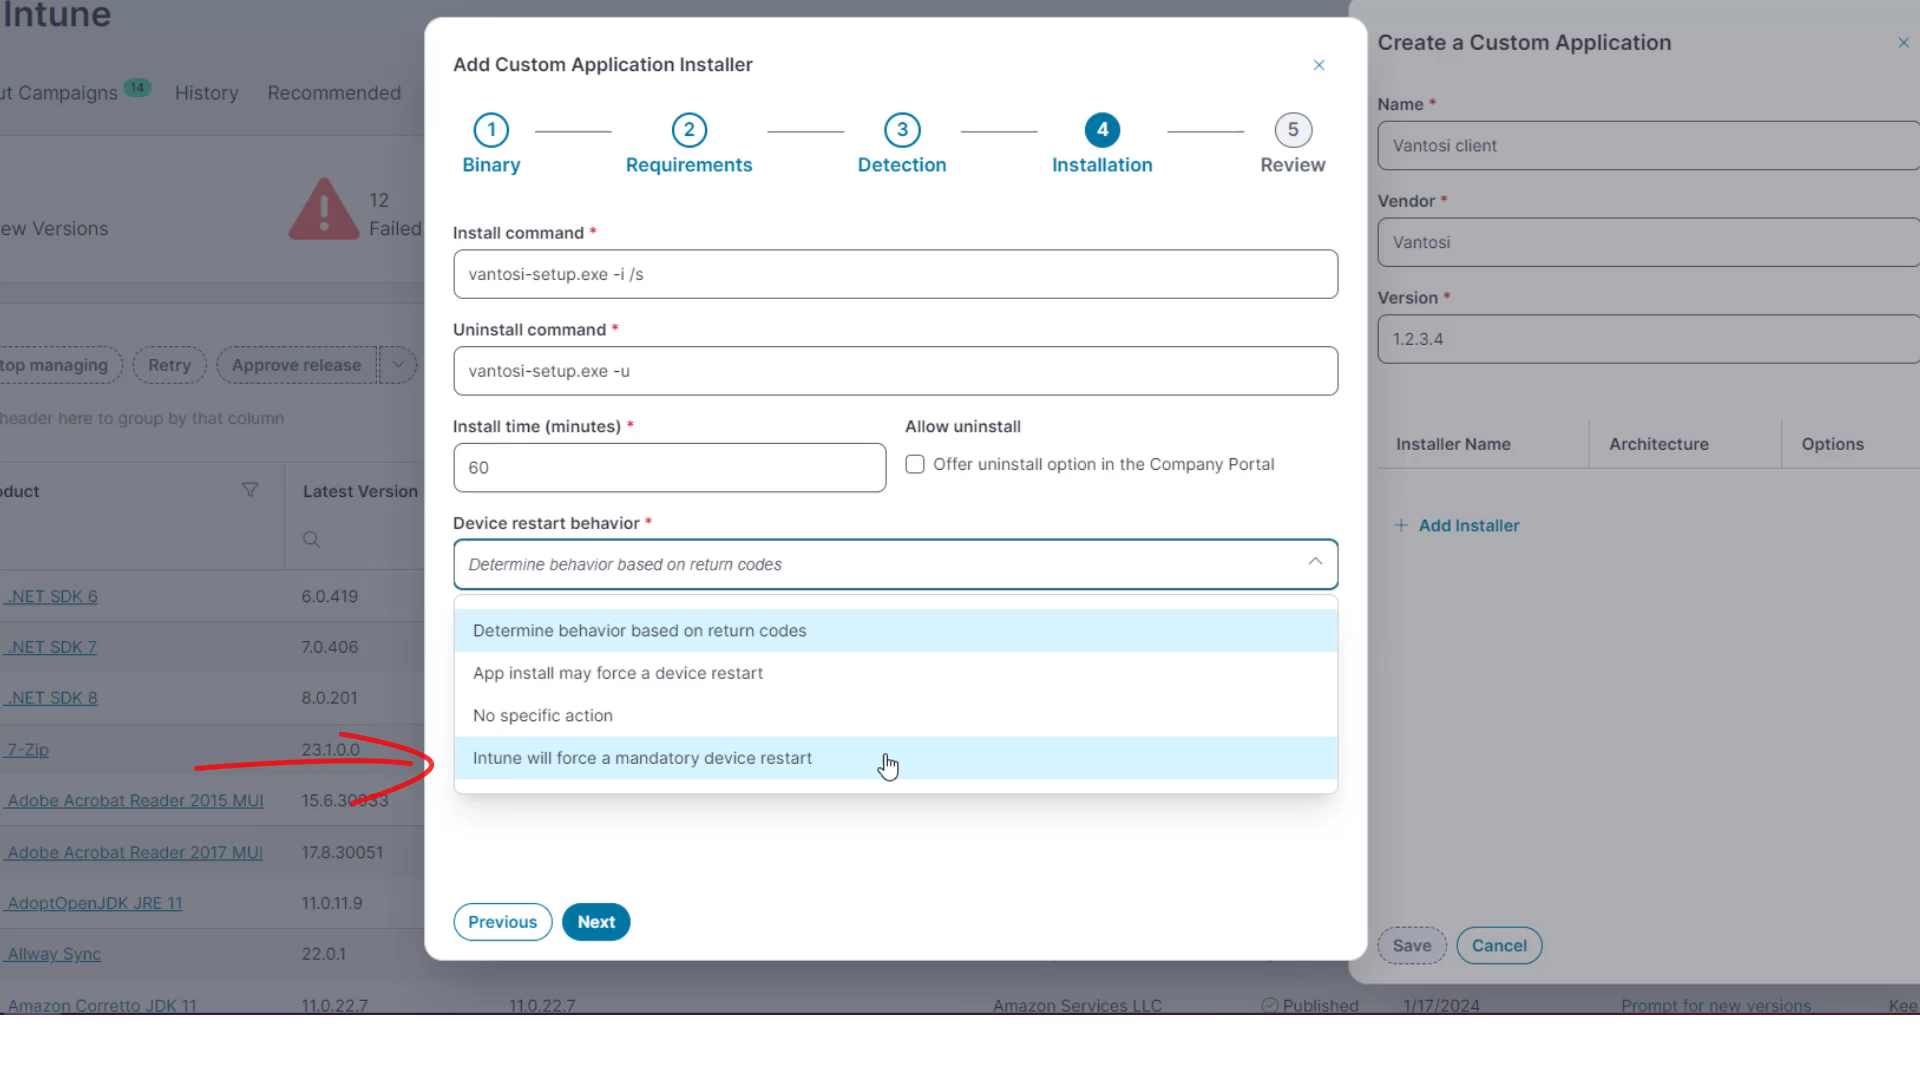 Intune
ut Campaigns 14 History Recommended
ew Versions
12
Failed
top managing Retry Approve release
header here to group by that column
oduct Latest Version
.NET SDK 6 6.0.419
.NET SDK 7 7.0.406
.NET SDK 8 8.0.201
7-Zip 23.1.0.0
Adobe Acrobat Reader 2015 MUI 15.6.30033
Adobe Acrobat Reader 2017 MUI 17.8.30051
AdoptOpenJDK JRE 11 11.0.11.9
Allway Sync 22.0.1
Amazon Corretto JDK 11 11.0.22.7 11.0.22.7 Amazon Services LLC Published 1/17/2024 Prompt for new versions Kee
Add Custom Application Installer
1 2 3 4 5
Binary Requirements Detection Installation Review
Install command *
vantosi-setup.exe -i /s
Uninstall command *
vantosi-setup.exe -u
Install time (minutes) * Allow uninstall
60 Offer uninstall option in the Company Portal
Device restart behavior *
Determine behavior based on return codes
Determine behavior based on return codes
App install may force a device restart
No specific action
Intune will force a mandatory device restart
Previous Next
Create a Custom Application
Name *
Vantosi client
Vendor *
Vantosi
Version *
1.2.3.4
Installer Name Architecture Options
+ Add Installer
Save Cancel